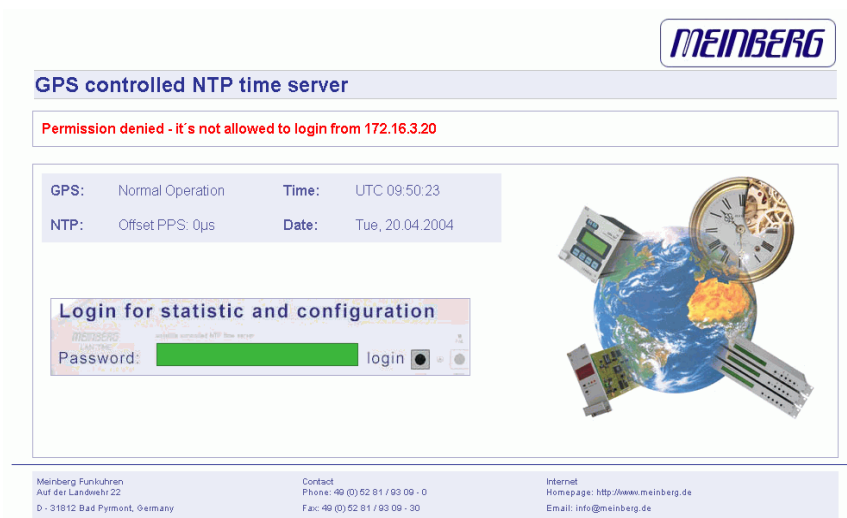 MEINBERG
GPS controlled NTP time server
Permission denied - it´s not allowed to login from 172.16.3.20
GPS: Normal Operation Time: UTC 09:50:23
NTP: Offset PPS: 0µs Date: Tue, 20.04.2004
Login for statistic and configuration
MEINBERG
Password: login
Meinberg Funkuhren
Auf der Landwehr 22
D - 31812 Bad Pyrmont, Germany
Contact
Phone: 49 (0) 52 81 / 93 09 - 0
Fax: 49 (0) 52 81 / 93 09 - 30
Internet
Homepage: http://www.meinberg.de
Email: info@meinberg.de